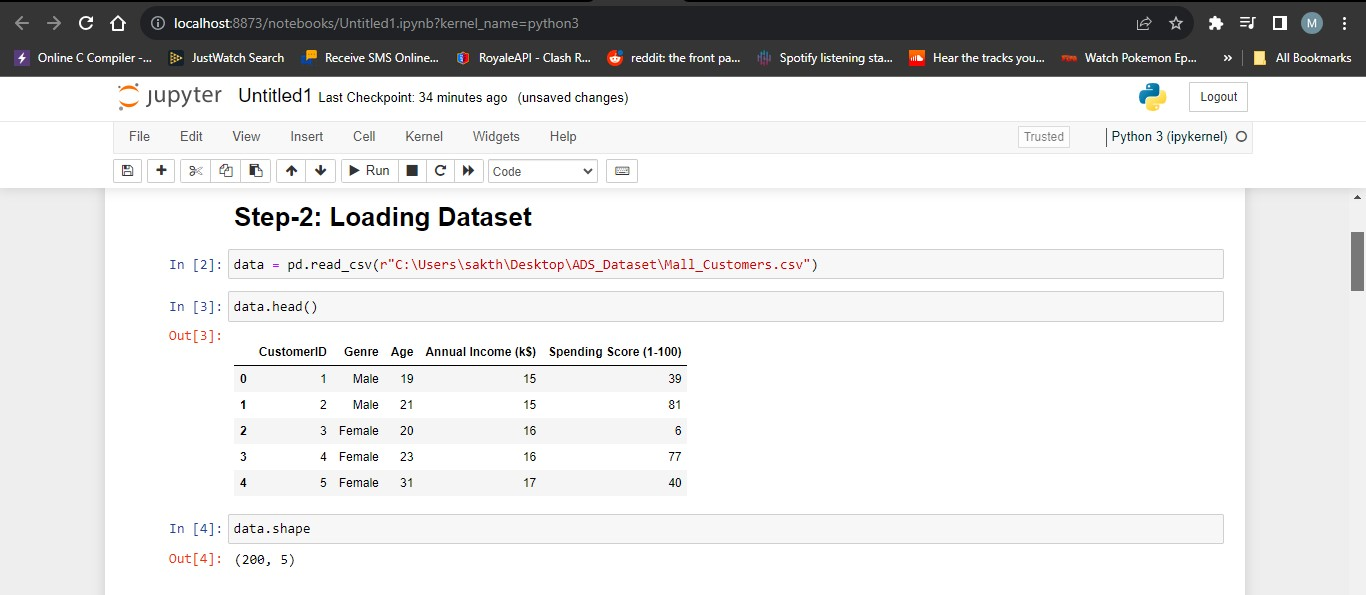 localhost:8873/notebooks/Untitled1.ipynb?kernel_name=python3
M
Online C Compiler -... JustWatch Search Receive SMS Online... RoyaleAPI - Clash R... reddit: the front pa... Spotify listening sta... Hear the tracks you... Watch Pokemon Ep... » All Bookmarks
jupyter Untitled1 Last Checkpoint: 34 minutes ago (unsaved changes) Logout
File Edit View Insert Cell Kernel Widgets Help Trusted Python 3 (ipykernel)
Run Code
Step-2: Loading Dataset
In [2]: data = pd.read_csv(r"C:\Users\sakth\Desktop\ADS_Dataset\Mall_Customers.csv")
In [3]: data.head()
Out[3]:
CustomerID Genre Age Annual Income (k$) Spending Score (1-100)
0 1 Male 19 15 39
1 2 Male 21 15 81
2 3 Female 20 16 6
3 4 Female 23 16 77
4 5 Female 31 17 40
In [4]: data.shape
Out[4]: (200, 5)